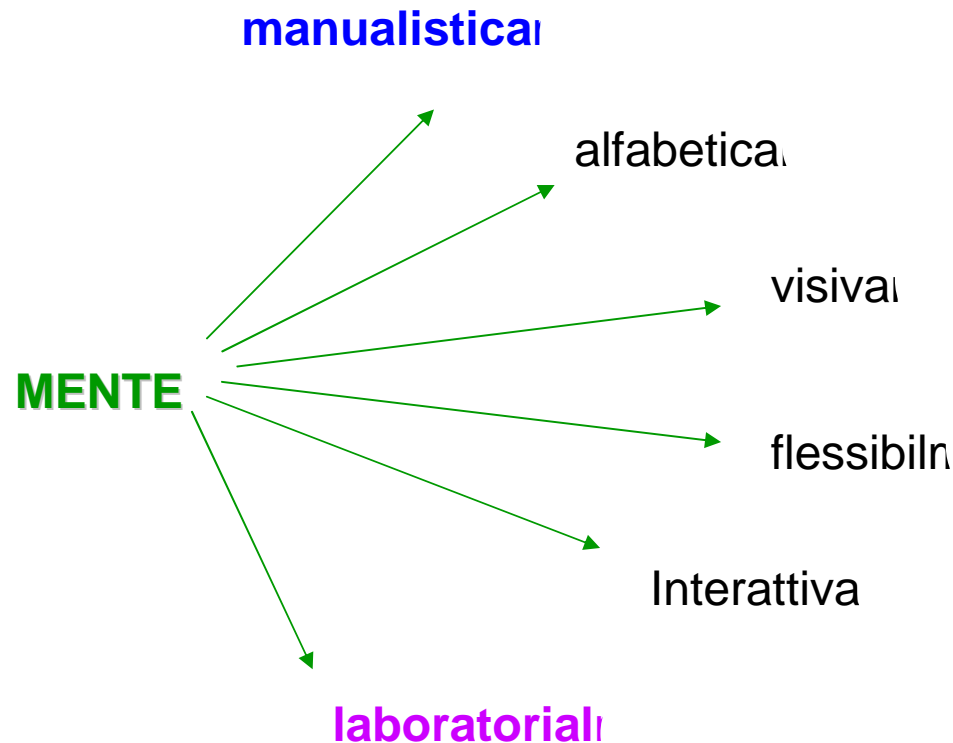 manualistica
alfabetica
visiva
MENTE
flessibil
Interattiva
laboratorial